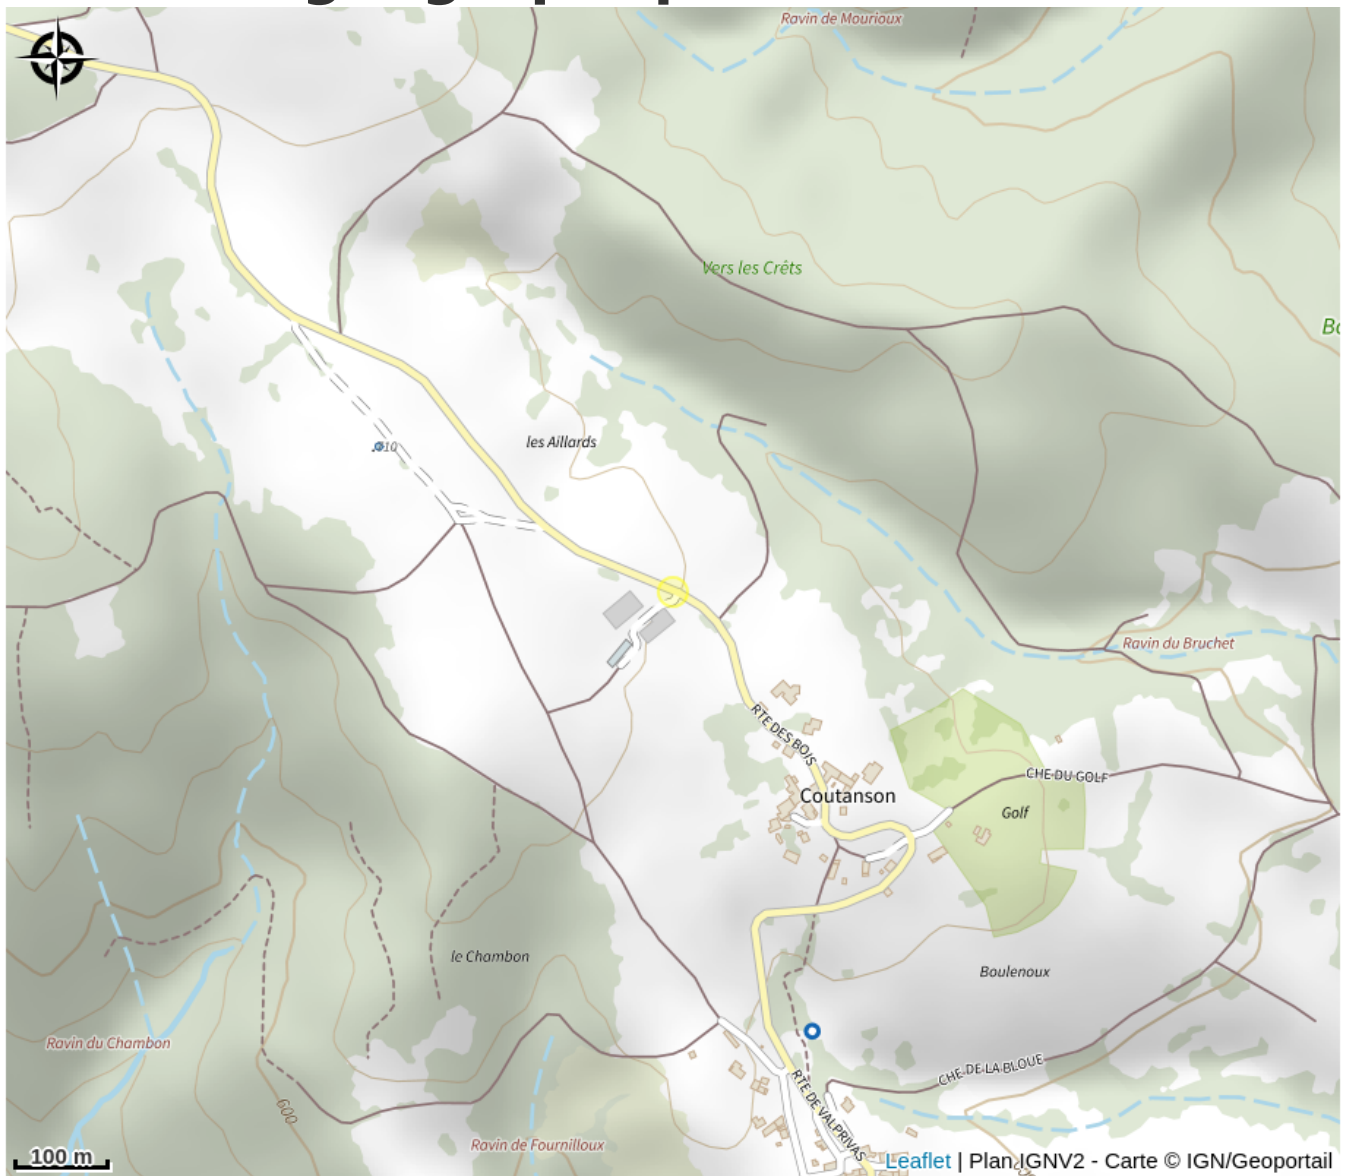 Ravin de Mourioux
Vers les Crêts
les Aillards
Ravin du Bruchet
RTE DES BOIS
CHE DU GOLF
Coutanson
Golf
le Chambon
Boulenoux
Ravin du Chambon
CHE DE LA BLOUE
600
RTE DE VALPRIVAS
Ravin de Fournilloux
100 m
Leaflet | Plan IGNV2 - Carte © IGN/Geoportail